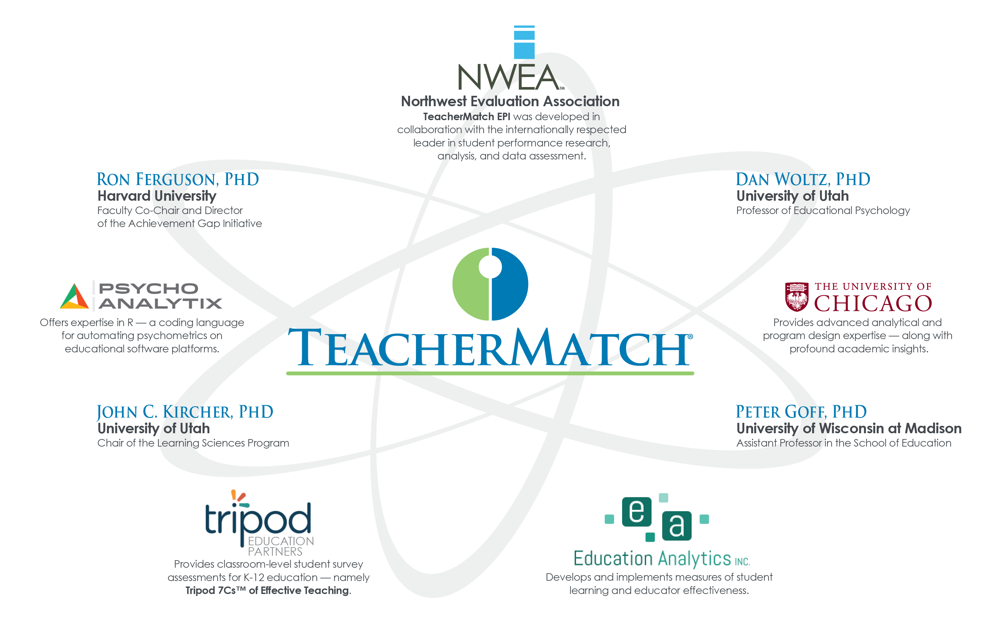 NWEA™
Northwest Evaluation Association
TeacherMatch EPI was developed in
collaboration with the internationally respected
leader in student performance research,
analysis, and data assessment.
RON FERGUSON, PHD
Harvard University
Faculty Co-Chair and Director
of the Achievement Gap Initiative
DAN WOLTZ, PHD
University of Utah
Professor of Educational Psychology
PSYCHO
ANALYTIX
Offers expertise in R — a coding language
for automating psychometrics on
educational software platforms.
TEACHERMATCH®
THE UNIVERSITY OF
CHICAGO
Provides advanced analytical and
program design expertise — along with
profound academic insights.
JOHN C. KIRCHER, PHD
University of Utah
Chair of the Learning Sciences Program
PETER GOFF, PHD
University of Wisconsin at Madison
Assistant Professor in the School of Education
tripod
EDUCATION
PARTNERS
Provides classroom-level student survey
assessments for K-12 education — namely
Tripod 7Cs™ of Effective Teaching.
e a
Education Analytics INC.
Develops and implements measures of student
learning and educator effectiveness.